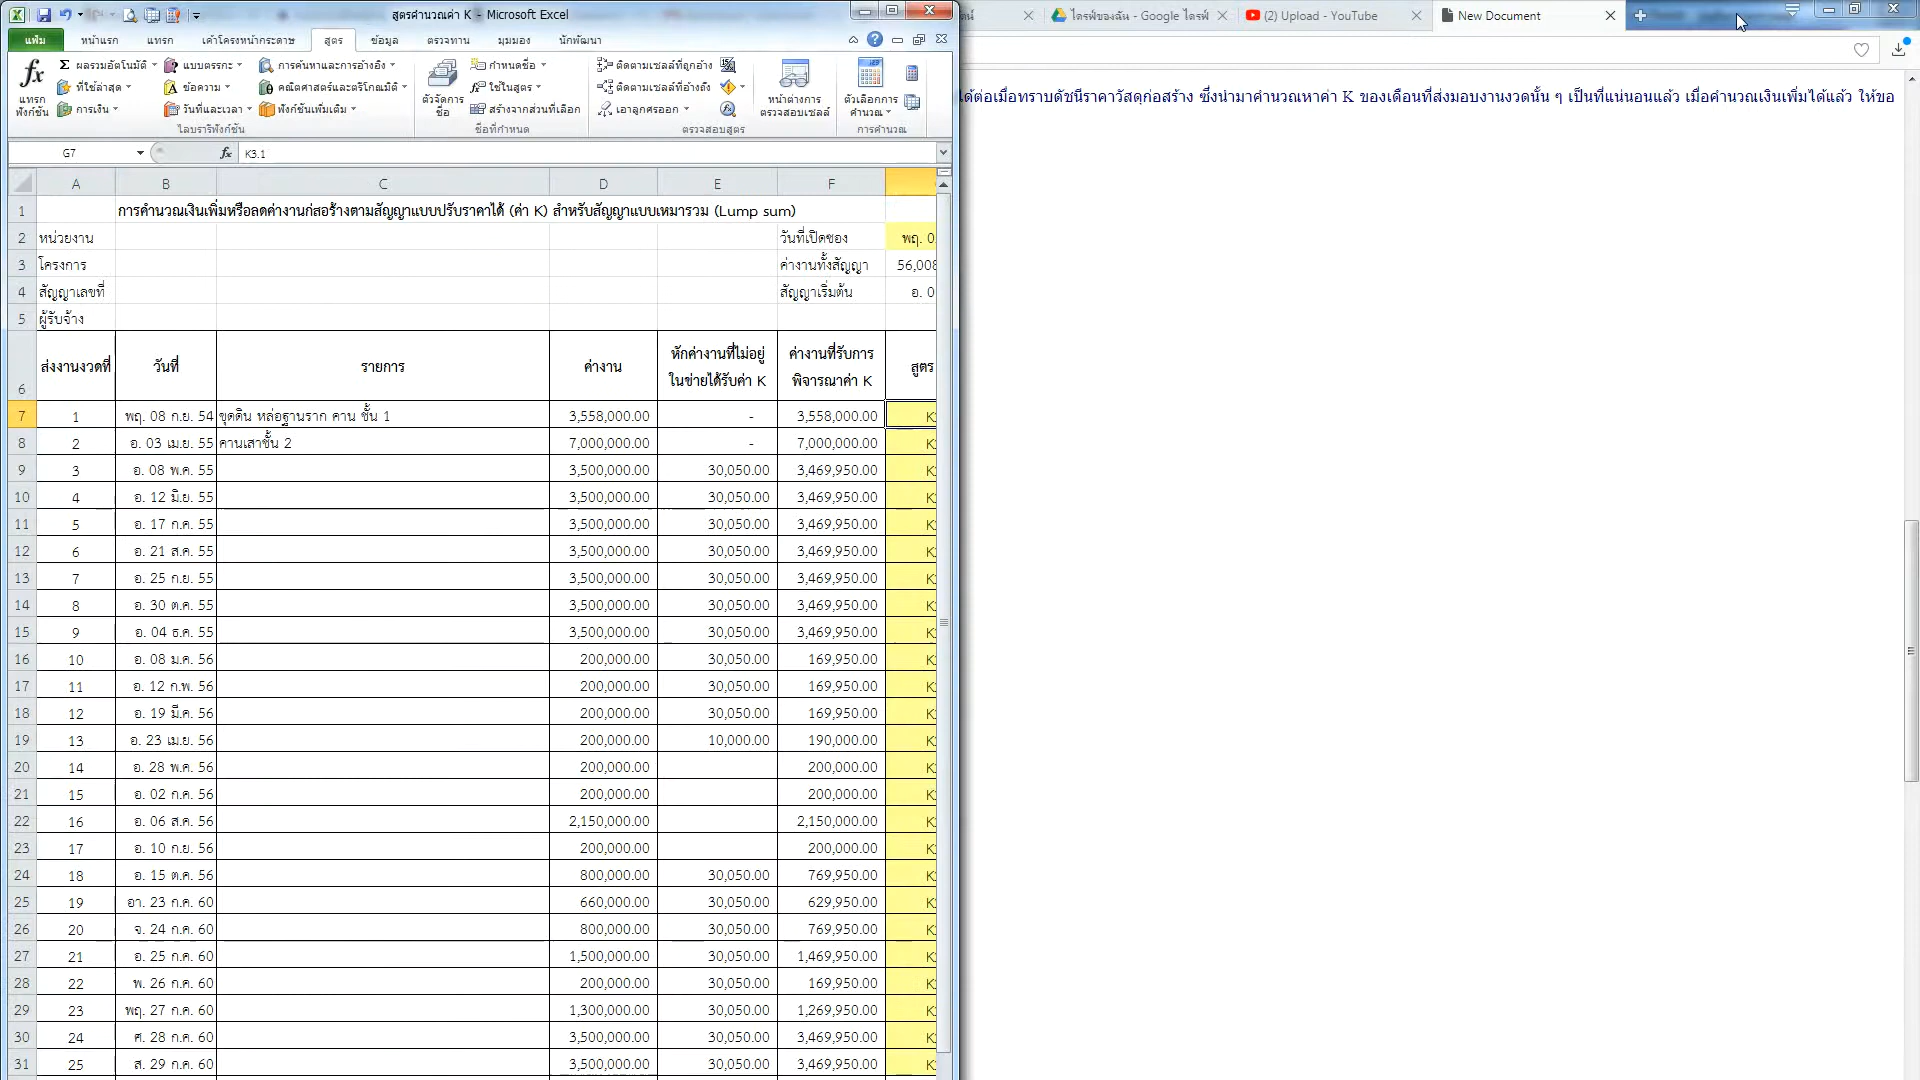 สูตรคำนวณค่า K - Microsoft Excel
แฟ้ม หน้าแรก แทรก เค้าโครงหน้ากระดาษ สูตร ข้อมูล ตรวจทาน มุมมอง นักพัฒนา
แทรกฟังก์ชัน
Σ ผลรวมอัตโนมัติ
ที่ใช้ล่าสุด
การเงิน
แบบตรรกะ
ข้อความ
วันที่และเวลา
การค้นหาและการอ้างอิง
คณิตศาสตร์และตรีโกณมิติ
ฟังก์ชันเพิ่มเติม
ไลบรารีฟังก์ชัน
ตัวจัดการชื่อ
กำหนดชื่อ
ใช้ในสูตร
สร้างจากส่วนที่เลือก
ชื่อที่กำหนด
ติดตามเซลล์ที่ถูกอ้าง
ติดตามเซลล์ที่อ้างถึง
เอาลูกศรออก
ตรวจสอบสูตร
หน้าต่างการตรวจสอบเซลล์
ตัวเลือกการคำนวณ
การคำนวณ
G7 fx K3.1
A B C D E F
1 การคำนวณเงินเพิ่มหรือลดค่างานก่สอร้างตามสัญญาแบบปรับราคาได้ (ค่า K) สำหรับสัญญาแบบเหมารวม (Lump sum)
2 หน่วยงาน วันที่เปิดซอง พฤ. 0
3 โครงการ ค่างานทั้งสัญญา 56,008
4 สัญญาเลขที่ สัญญาเริ่มต้น อ. 0
5 ผู้รับจ้าง
6 ส่งงานงวดที่ วันที่ รายการ ค่างาน หักค่างานที่ไม่อยู่ในข่ายได้รับค่า K ค่างานที่รับการพิจารณาค่า K สูตร
7 1 พฤ. 08 ก.ย. 54 ขุดดิน หล่อฐานราก คาน ชั้น 1 3,558,000.00 - 3,558,000.00 K
8 2 อ. 03 เม.ย. 55 คานเสาชั้น 2 7,000,000.00 - 7,000,000.00 K
9 3 อ. 08 พ.ค. 55 3,500,000.00 30,050.00 3,469,950.00 K
10 4 อ. 12 มิ.ย. 55 3,500,000.00 30,050.00 3,469,950.00 K
11 5 อ. 17 ก.ค. 55 3,500,000.00 30,050.00 3,469,950.00 K
12 6 อ. 21 ส.ค. 55 3,500,000.00 30,050.00 3,469,950.00 K
13 7 อ. 25 ก.ย. 55 3,500,000.00 30,050.00 3,469,950.00 K
14 8 อ. 30 ต.ค. 55 3,500,000.00 30,050.00 3,469,950.00 K
15 9 อ. 04 ธ.ค. 55 3,500,000.00 30,050.00 3,469,950.00 K
16 10 อ. 08 ม.ค. 56 200,000.00 30,050.00 169,950.00 K
17 11 อ. 12 ก.พ. 56 200,000.00 30,050.00 169,950.00 K
18 12 อ. 19 มี.ค. 56 200,000.00 30,050.00 169,950.00 K
19 13 อ. 23 เม.ย. 56 200,000.00 10,000.00 190,000.00 K
20 14 อ. 28 พ.ค. 56 200,000.00 200,000.00 K
21 15 อ. 02 ก.ค. 56 200,000.00 200,000.00 K
22 16 อ. 06 ส.ค. 56 2,150,000.00 2,150,000.00 K
23 17 อ. 10 ก.ย. 56 200,000.00 200,000.00 K
24 18 อ. 15 ต.ค. 56 800,000.00 30,050.00 769,950.00 K
25 19 อา. 23 ก.ค. 60 660,000.00 30,050.00 629,950.00 K
26 20 จ. 24 ก.ค. 60 800,000.00 30,050.00 769,950.00 K
27 21 อ. 25 ก.ค. 60 1,500,000.00 30,050.00 1,469,950.00 K
28 22 พ. 26 ก.ค. 60 200,000.00 30,050.00 169,950.00 K
29 23 พฤ. 27 ก.ค. 60 1,300,000.00 30,050.00 1,269,950.00 K
30 24 ศ. 28 ก.ค. 60 3,500,000.00 30,050.00 3,469,950.00 K
31 25 ส. 29 ก.ค. 60 3,500,000.00 30,050.00 3,469,950.00 K
ไดรฟ์ของฉัน - Google ไดรฟ์ (2) Upload - YouTube New Document
ได้ต่อเมื่อทราบดัชนีราคาวัสดุก่อสร้าง ซึ่งนำมาคำนวณหาค่า K ของเดือนที่ส่งมอบงานงวดนั้น ๆ เป็นที่แน่นอนแล้ว เมื่อคำนวณเงินเพิ่มได้แล้ว ให้ขอ